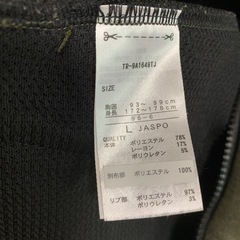 TR-9A1649TJ
SIZE
胸囲 93~99cm
身長 172~178cm
96-6
L JASPO
QUALITY
本体 ポリエステル 78%
レーヨン 17%
ポリウレタン 5%
別布部 ポリエステル 100%
リブ部 ポリエステル 97%
ポリウレタン 3%